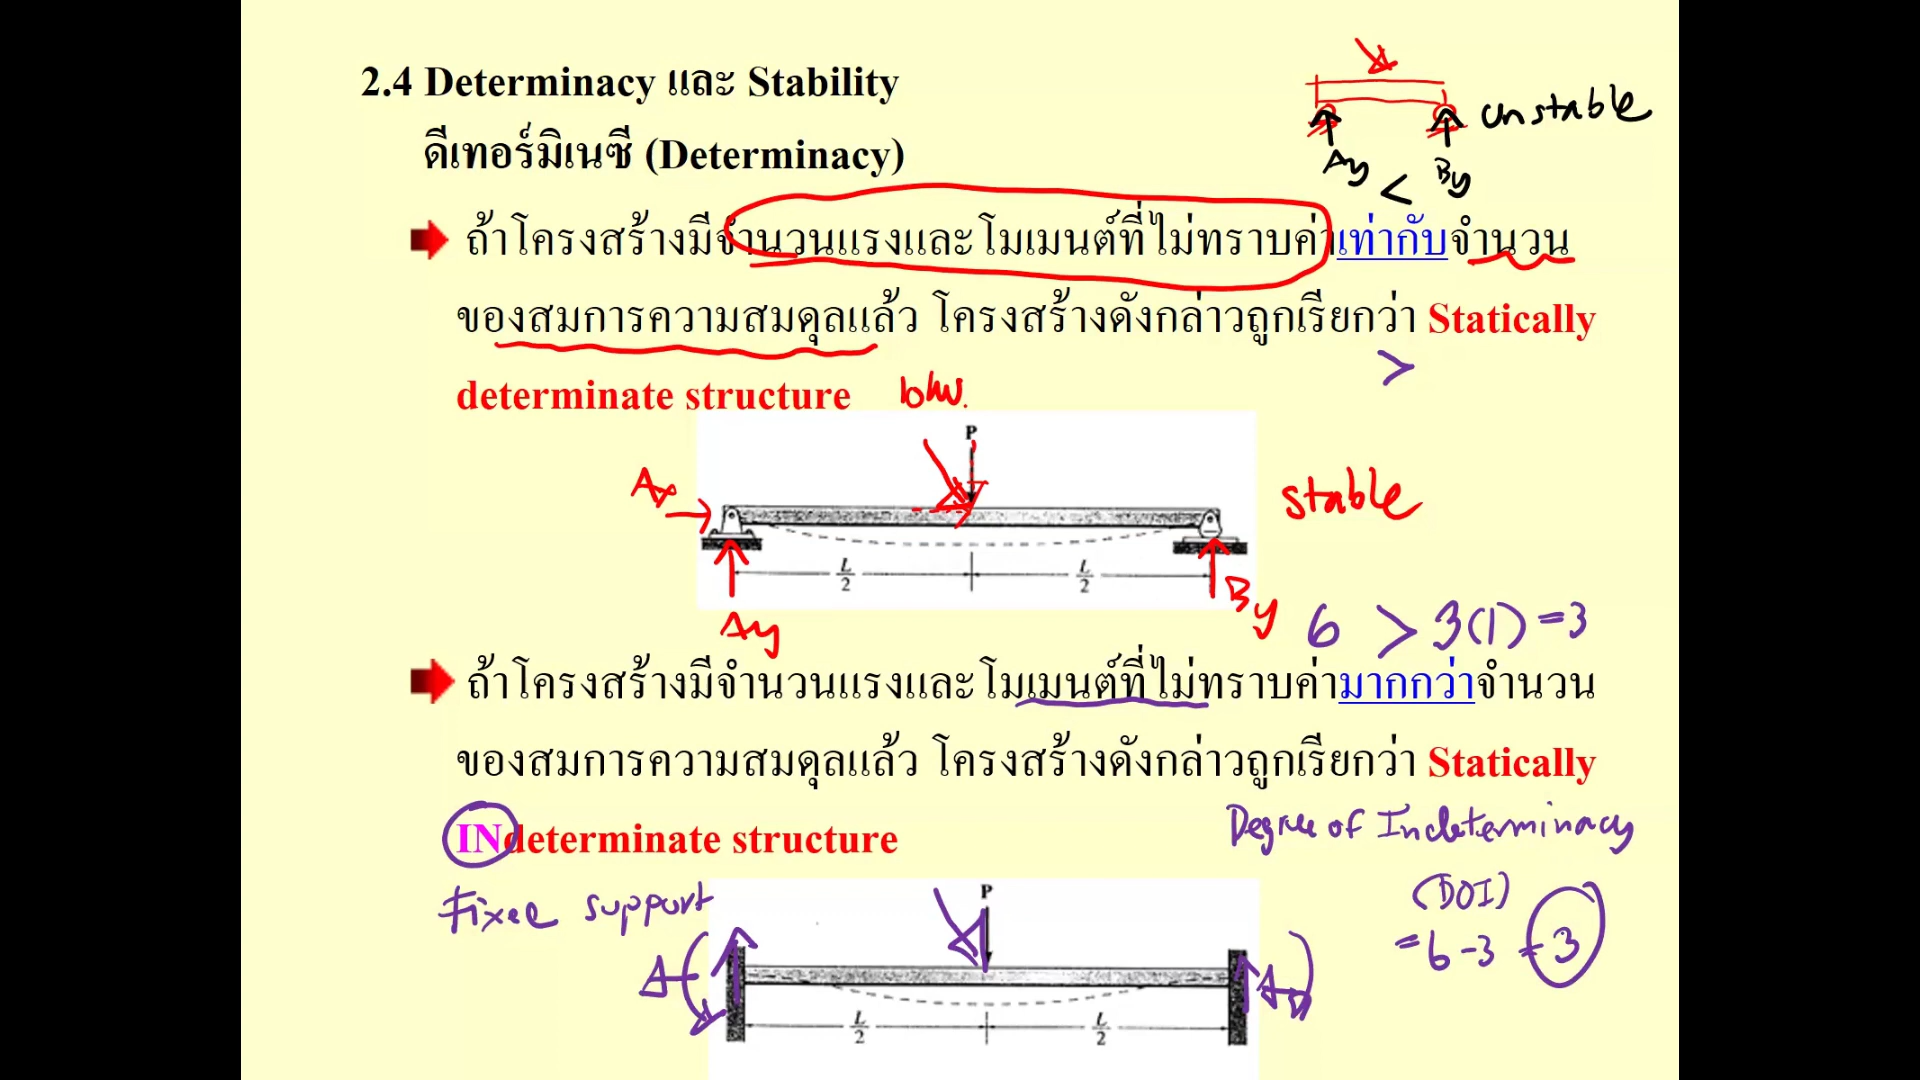 2.4 Determinacy และ Stability
ดีเทอร์มิเนซี (Determinacy)
unstable
Ay < By
ถ้าโครงสร้างมีจำนวนแรงและโมเมนต์ที่ไม่ทราบค่าเท่ากับจำนวน
ของสมการความสมดุลแล้ว โครงสร้างดังกล่าวถูกเรียกว่า Statically
>
determinate structure
P
Ax
stable
L/2 L/2
Ay
By
6 > 3(1) = 3
ถ้าโครงสร้างมีจำนวนแรงและโมเมนต์ที่ไม่ทราบค่ามากกว่าจำนวน
ของสมการความสมดุลแล้ว โครงสร้างดังกล่าวถูกเรียกว่า Statically
INdeterminate structure
Degree of Indeterminacy
(DOI)
= 6 - 3 = 3
Fixed support
P
L/2 L/2